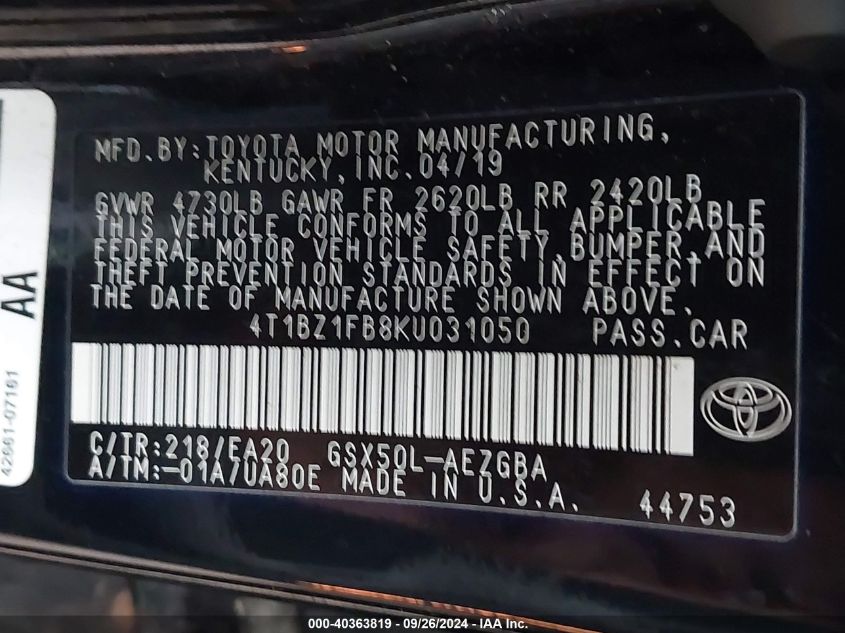 MFD.BY:TOYOTA MOTOR MANUFACTURING,
KENTUCKY,INC.04/19
GVWR 4730LB GAWR FR 2620LB RR 2420LB
THIS VEHICLE CONFORMS TO ALL APPLICABLE
FEDERAL MOTOR VEHICLE SAFETY,BUMPER,AND
THEFT PREVENTION STANDARDS IN EFFECT ON
THE DATE OF MANUFACTURE SHOWN ABOVE.
4T1BZ1FB8KU031050 PASS.CAR
C/TR:218/EA20 GSX50L-AEZGBA
A/TM:-01A/UA80E MADE IN U.S.A.
44753
AA
42661-07161
000-40363819 - 09/26/2024 - IAA Inc.